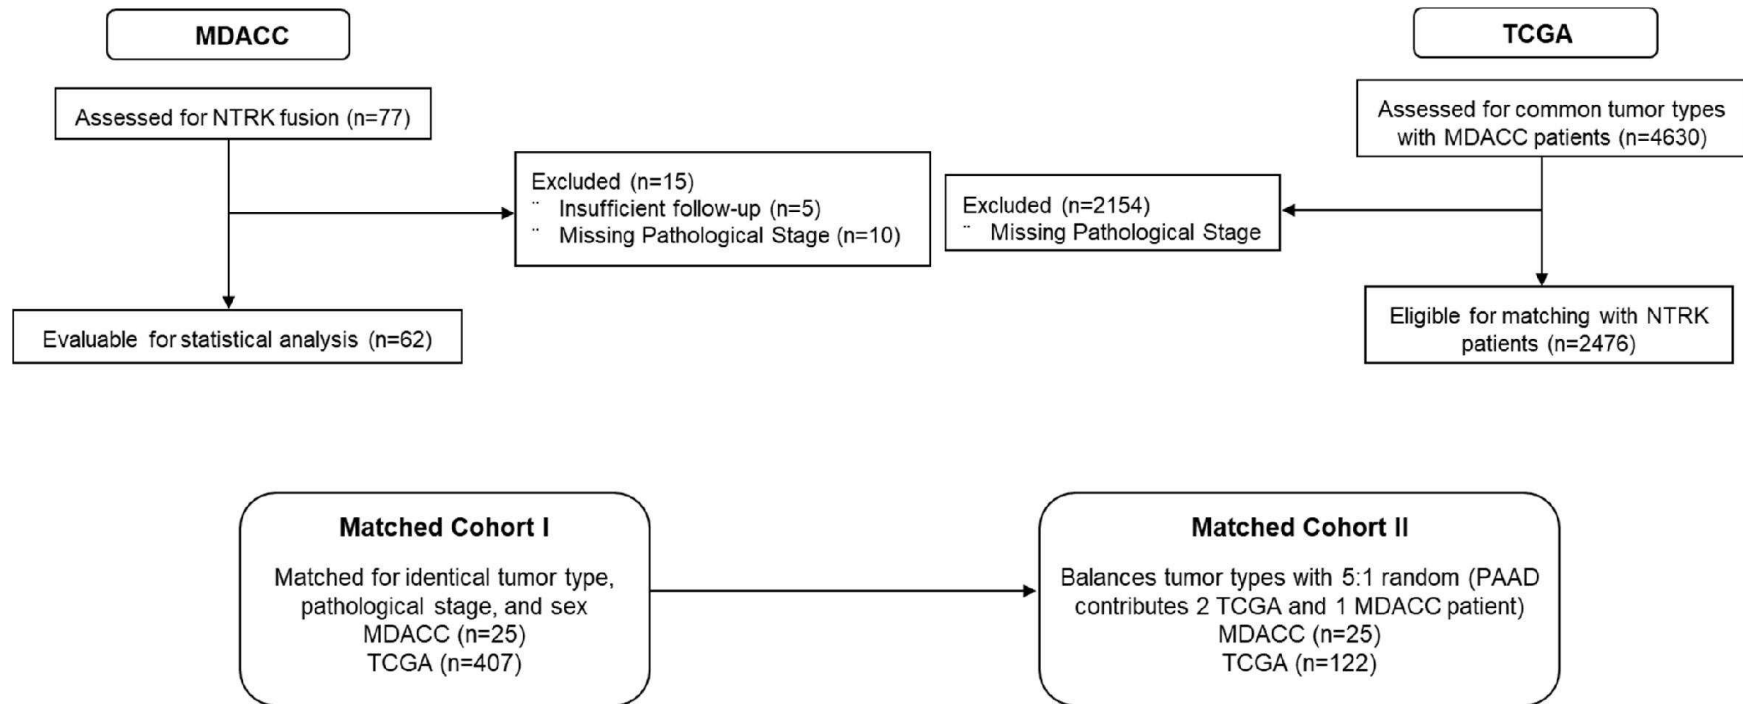 MDACC
Assessed for NTRK fusion (n=77)
Excluded (n=15)
¨ Insufficient follow-up (n=5)
¨ Missing Pathological Stage (n=10)
Evaluable for statistical analysis (n=62)
TCGA
Assessed for common tumor types
with MDACC patients (n=4630)
Excluded (n=2154)
¨ Missing Pathological Stage
Eligible for matching with NTRK
patients (n=2476)
Matched Cohort I
Matched for identical tumor type,
pathological stage, and sex
MDACC (n=25)
TCGA (n=407)
Matched Cohort II
Balances tumor types with 5:1 random (PAAD
contributes 2 TCGA and 1 MDACC patient)
MDACC (n=25)
TCGA (n=122)